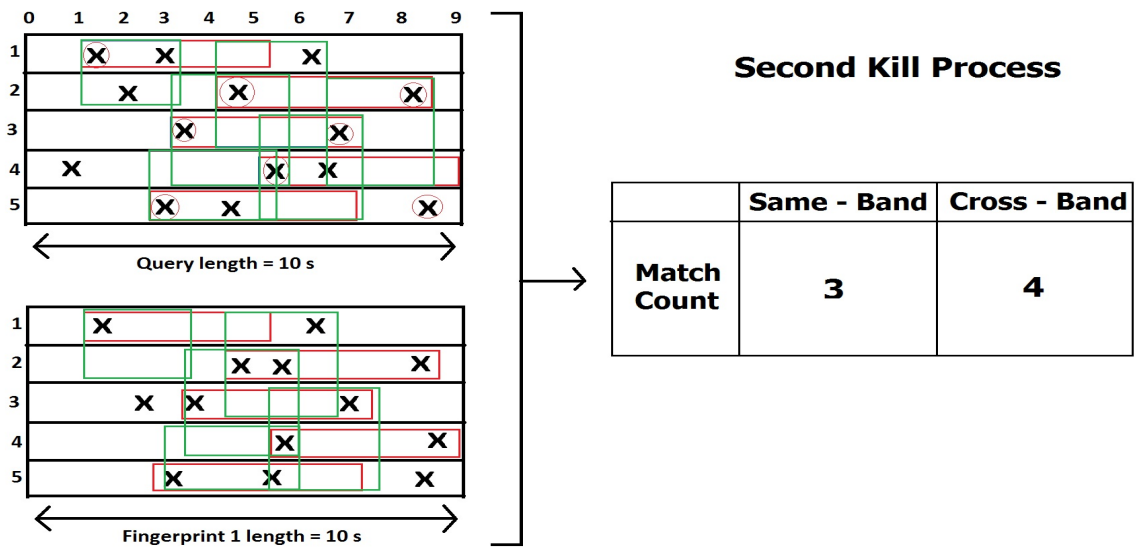 0 1 2 3 4 5 6 7 8 9
1 X X X
2 X X X
3 X X
4 X X X
5 X X X
Query length = 10 s
1 X X
2 X X X
3 X X X
4 X X
5 X X X
Fingerprint 1 length = 10 s
Second Kill Process
Same - Band Cross - Band
Match
Count
3 4